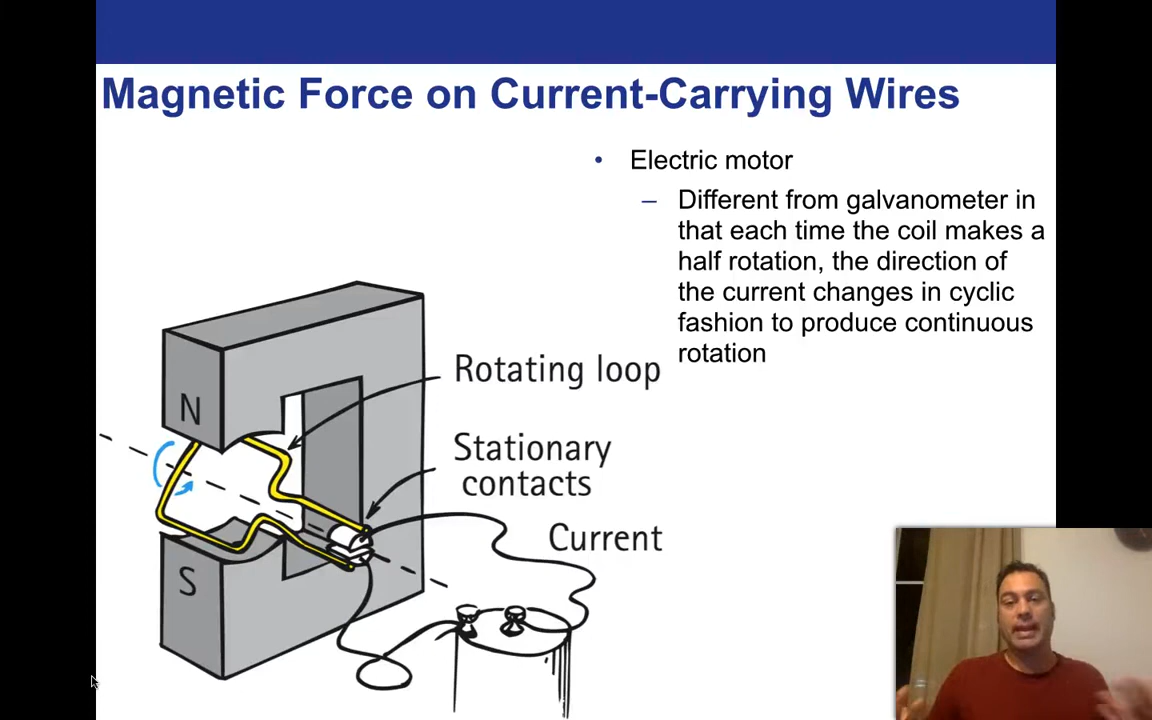 Magnetic Force on Current-Carrying Wires
• Electric motor
– Different from galvanometer in
that each time the coil makes a
half rotation, the direction of
the current changes in cyclic
fashion to produce continuous
rotation
Rotating loop
N
Stationary
contacts
Current
S